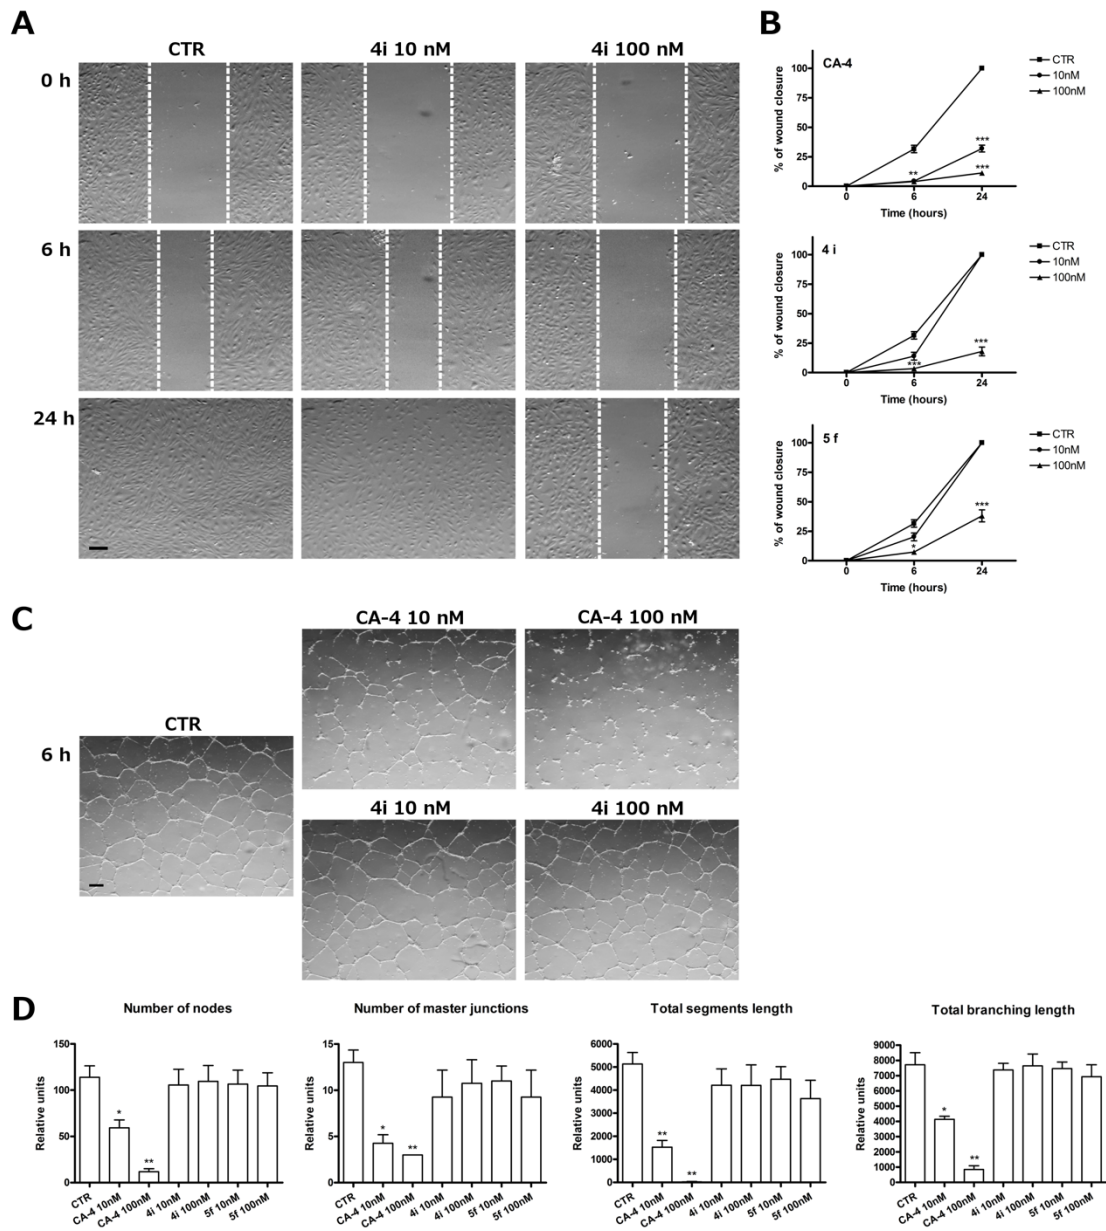 A
CTR
4i 10 nM
4i 100 nM
0 h
6 h
24 h
B
CA-4
CTR
10nM
100nM
% of wound closure
100
75
50
25
0
**
***
***
0
6
24
Time (hours)
4 i
CTR
10nM
100nM
% of wound closure
100
75
50
25
0
***
***
0
6
24
Time (hours)
5 f
CTR
10nM
100nM
% of wound closure
100
75
50
25
0
*
***
0
6
24
Time (hours)
C
CA-4 10 nM
CA-4 100 nM
CTR
6 h
4i 10 nM
4i 100 nM
D
Number of nodes
Relative units
150
100
50
0
*
**
CTR
CA-4 10nM
CA-4 100nM
4i 10nM
4i 100nM
5f 10nM
5f 100nM
Number of master junctions
Relative units
15
10
5
0
*
**
CTR
CA-4 10nM
CA-4 100nM
4i 10nM
4i 100nM
5f 10nM
5f 100nM
Total segments length
Relative units
6000
5000
4000
3000
2000
1000
0
**
**
CTR
CA-4 10nM
CA-4 100nM
4i 10nM
4i 100nM
5f 10nM
5f 100nM
Total branching length
Relative units
9000
8000
7000
6000
5000
4000
3000
2000
1000
0
*
**
CTR
CA-4 10nM
CA-4 100nM
4i 10nM
4i 100nM
5f 10nM
5f 100nM